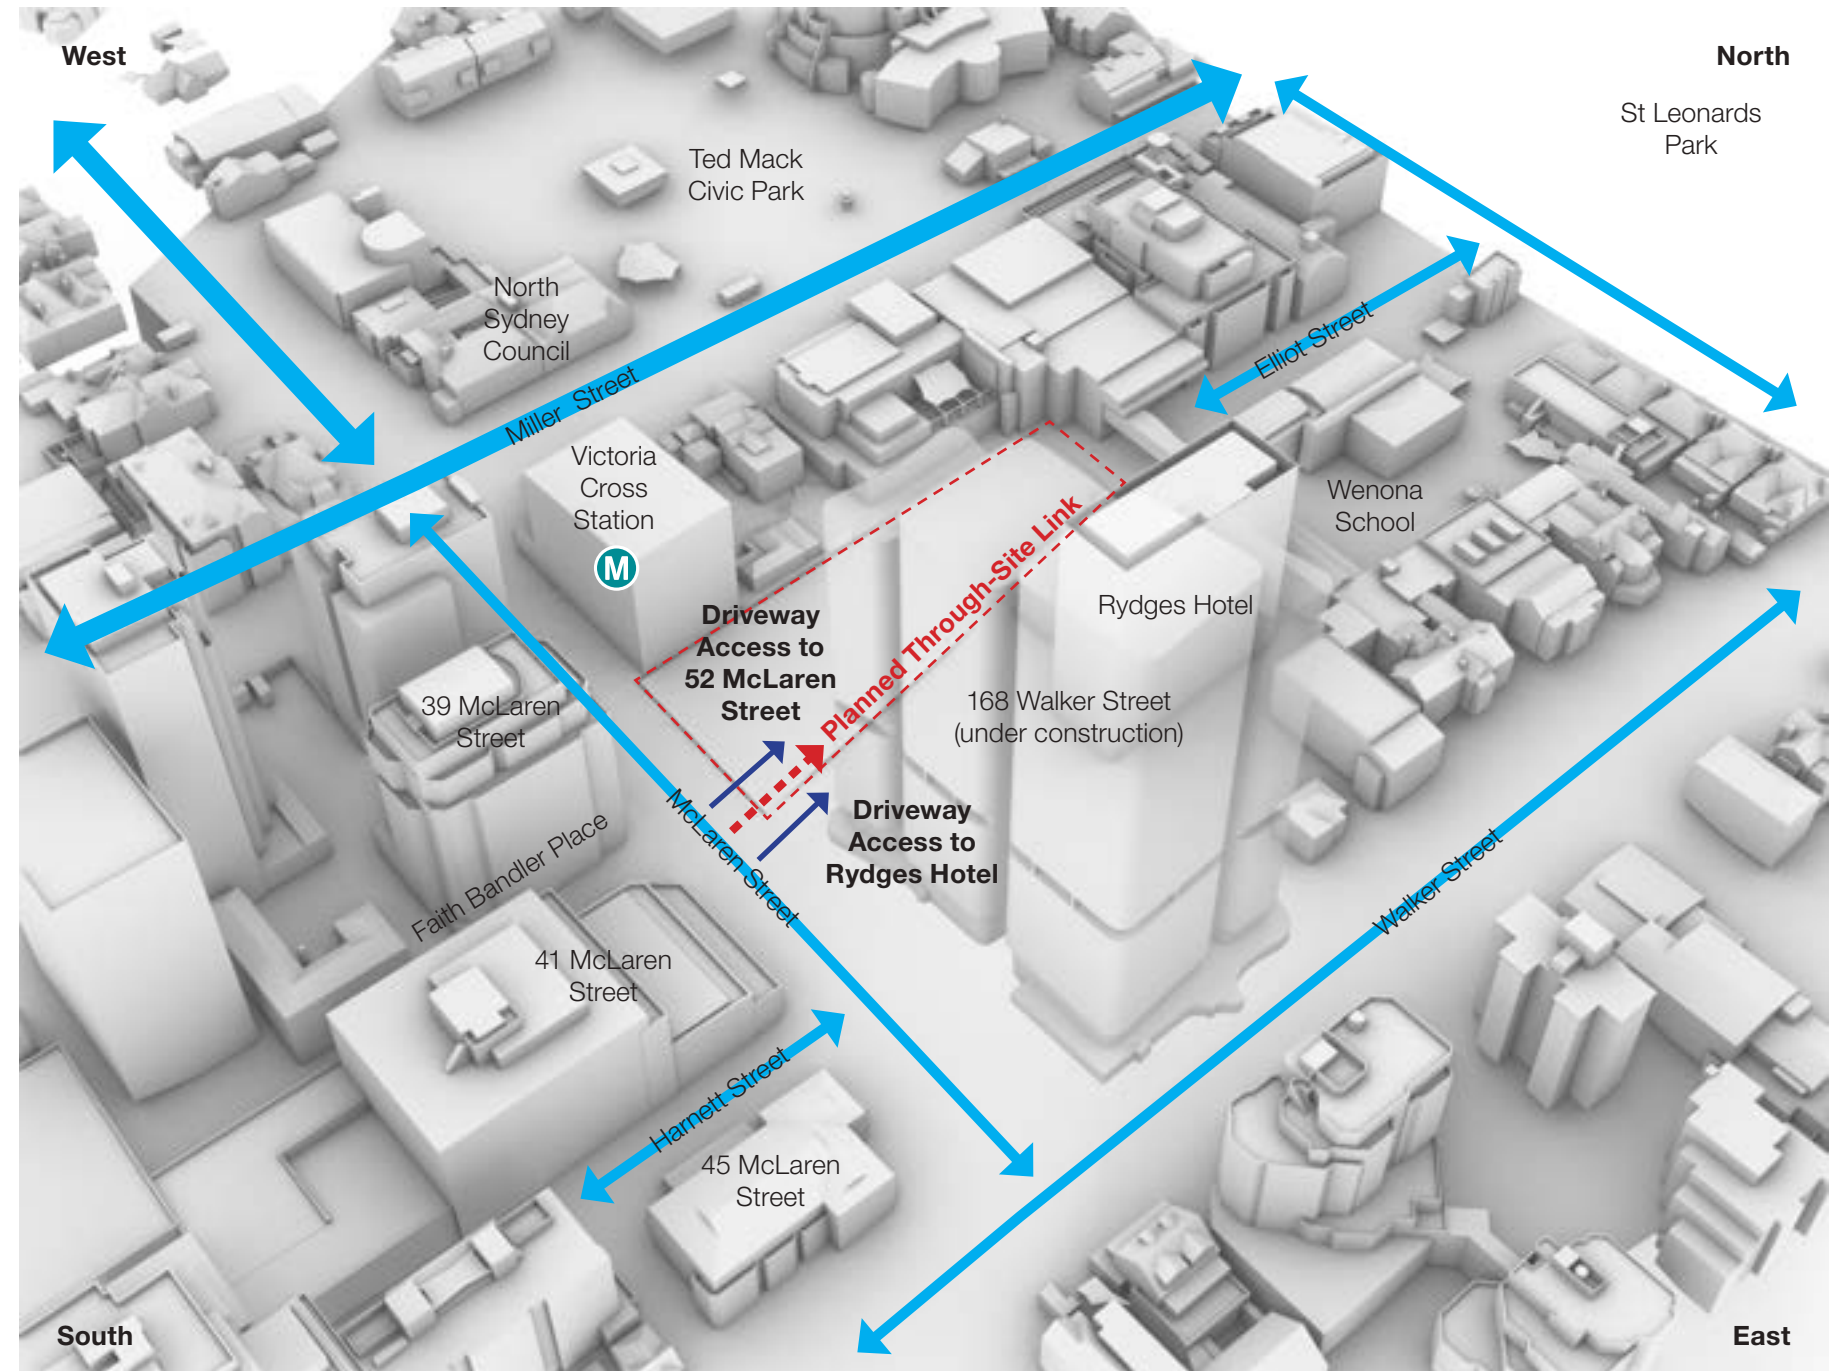 West
North
St Leonards
Park
Ted Mack
Civic Park
North
Sydney
Council
Elliot Street
Miller Street
Victoria
Cross
Station
M
Wenona
School
Planned Through-Site Link
Rydges Hotel
Driveway
Access to
52 McLaren
Street
39 McLaren
Street
168 Walker Street
(under construction)
McLaren Street
Driveway
Access to
Rydges Hotel
Faith Bandler Place
Walker Street
41 McLaren
Street
Harnett Street
45 McLaren
Street
South
East